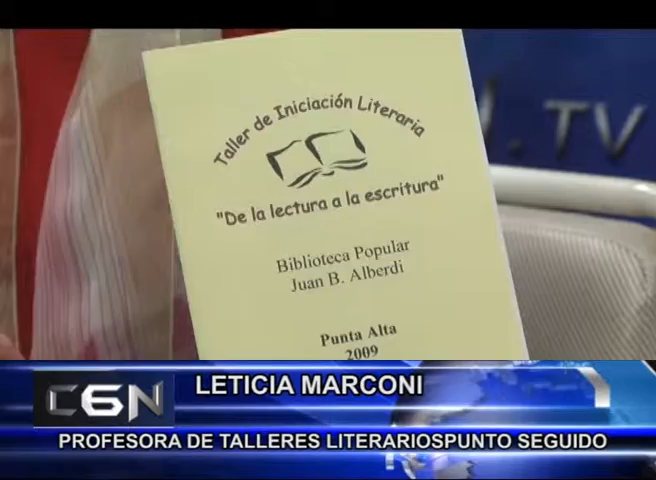 Taller de Iniciación Literaria
"De la lectura a la escritura"
Biblioteca Popular
Juan B. Alberdi
Punta Alta
2009
.TV
C6N
LETICIA MARCONI
PROFESORA DE TALLERES LITERARIOSPUNTO SEGUIDO